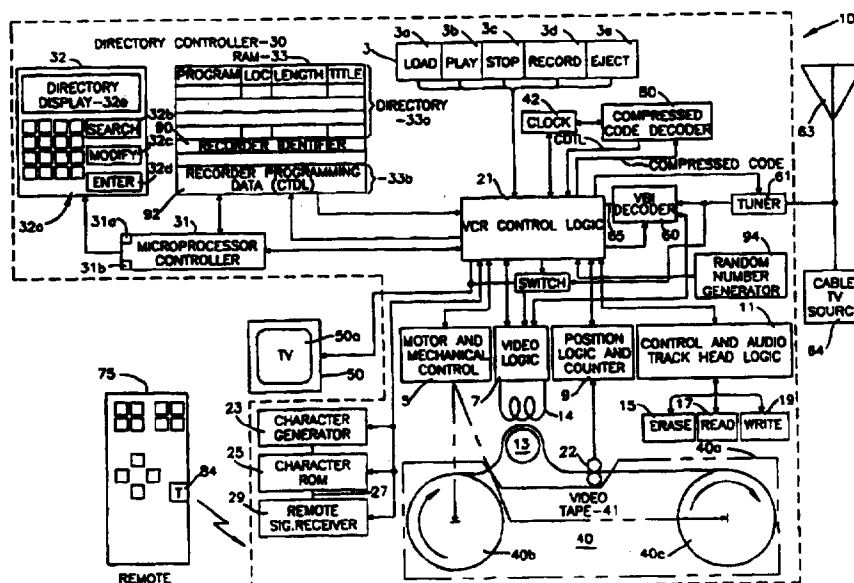 10
DIRECTORY CONTROLLER-30
RAM-33
32
DIRECTORY
DISPLAY-32e
32b
SEARCH
32c
MODIFY
32d
ENTER
32a
PROGRAM LOC LENGTH TITLE
DIRECTORY
-33a
90
RECORDER IDENTIFIER
RECORDER PROGRAMMING
DATA (CTDL)
-33b
92
31a
31
31b
MICROPROCESSOR
CONTROLLER
3
3a 3b 3c 3d 3e
LOAD PLAY STOP RECORD EJECT
42
CLOCK
80
COMPRESSED
CODE DECODER
CDTL
COMPRESSED CODE
21
VCR CONTROL LOGIC
VBI
DECODER
65
60
61
TUNER
63
94
RANDOM
NUMBER
GENERATOR
CABLE
TV
SOURCE
64
SWITCH
50a
TV
50
MOTOR AND
MECHANICAL
CONTROL
5
VIDEO
LOGIC
7
POSITION
LOGIC AND
COUNTER
9
11
CONTROL AND AUDIO
TRACK HEAD LOGIC
14
15
ERASE
17
READ
19
WRITE
75
84
T
REMOTE
23
CHARACTER
GENERATOR
25
CHARACTER
ROM
27
29
REMOTE
SIG.RECEIVER
13
22
40a
VIDEO
TAPE-41
40
40b
40c